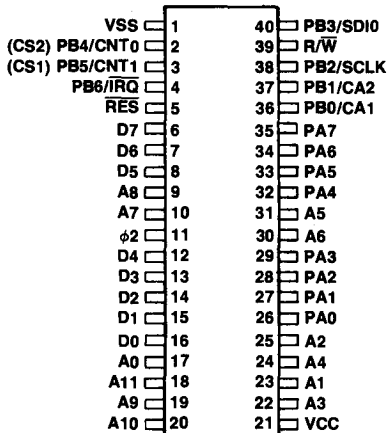 VSS 1 40 PB3/SDI0
(CS2) PB4/CNT0 2 39 R/W̅
(CS1) PB5/CNT1 3 38 PB2/SCLK
PB6/I̅R̅Q̅ 4 37 PB1/CA2
R̅E̅S̅ 5 36 PB0/CA1
D7 6 35 PA7
D6 7 34 PA6
D5 8 33 PA5
A8 9 32 PA4
A7 10 31 A5
ϕ2 11 30 A6
D4 12 29 PA3
D3 13 28 PA2
D2 14 27 PA1
D1 15 26 PA0
D0 16 25 A2
A0 17 24 A4
A11 18 23 A1
A9 19 22 A3
A10 20 21 VCC